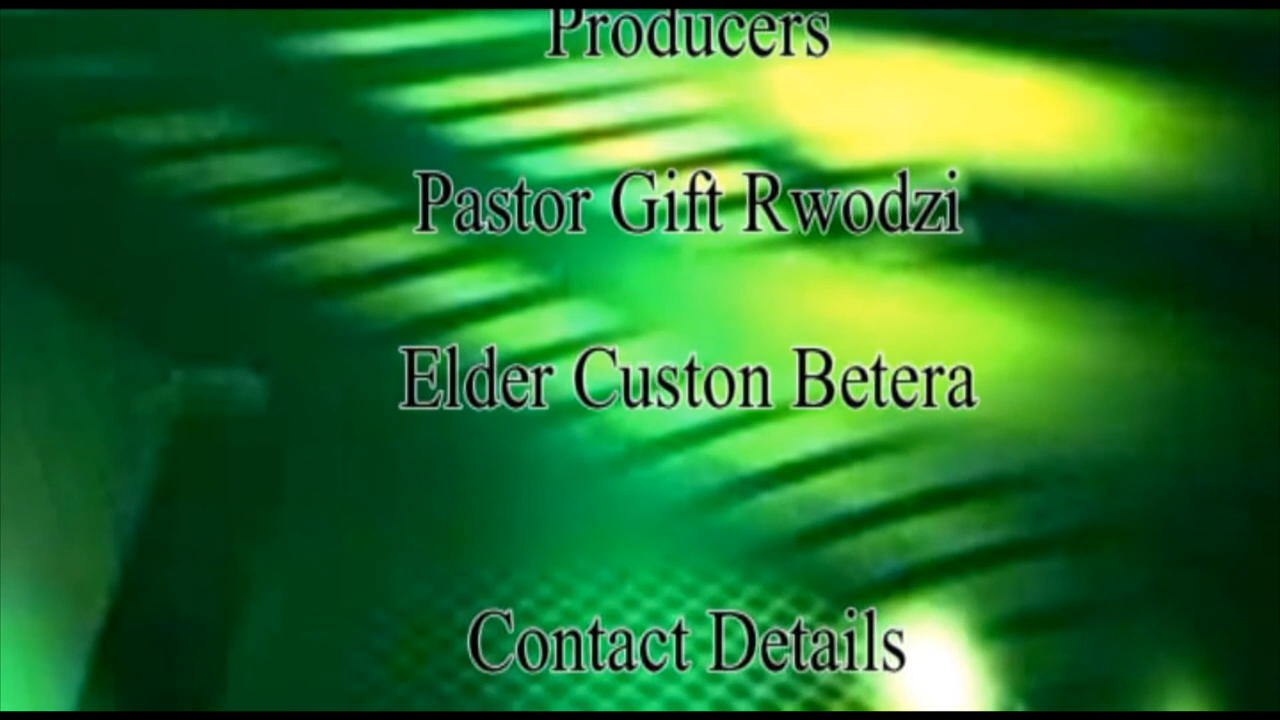 Producers
Pastor Gift Rwodzi
Elder Custon Betera
Contact Details